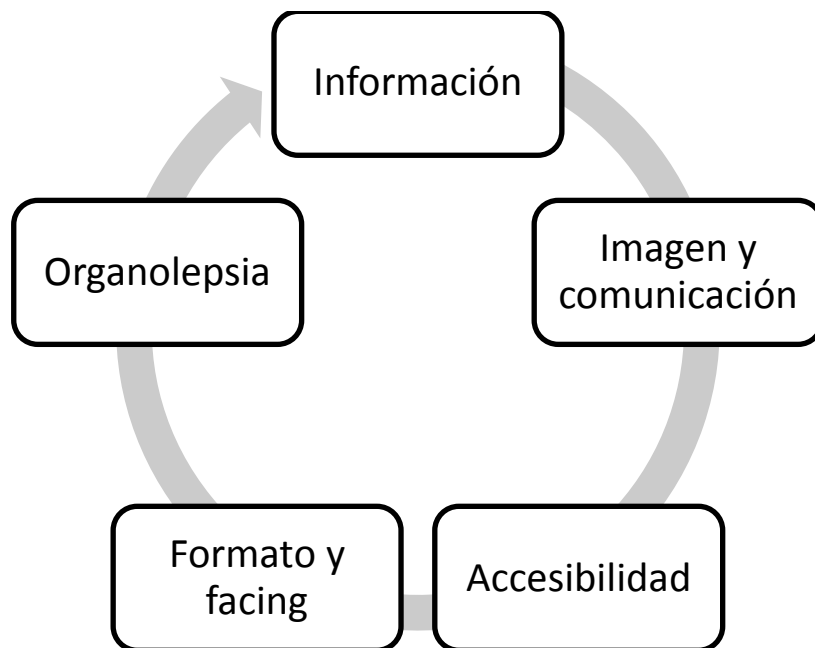 Información
Imagen y
comunicación
Accesibilidad
Formato y
facing
Organolepsia